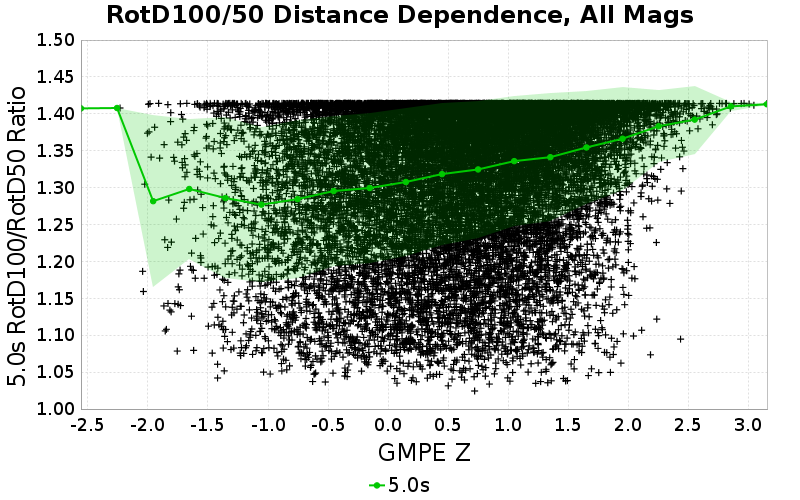 RotD100/50 Distance Dependence, All Mags
5.0s RotD100/RotD50 Ratio
1.50
1.45
1.40
1.35
1.30
1.25
1.20
1.15
1.10
1.05
1.00
-2.5 -2.0 -1.5 -1.0 -0.5 0.0 0.5 1.0 1.5 2.0 2.5 3.0
GMPE Z
5.0s